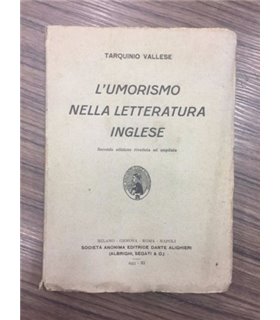 TARQUINIO VALLESE
L'UMORISMO
NELLA LETTERATURA
INGLESE
Seconda edizione riveduta ed ampliata
MILANO - GENOVA - ROMA - NAPOLI
SOCIETÀ ANONIMA EDITRICE DANTE ALIGHIERI
(ALBRIGHI, SEGATI & C.)